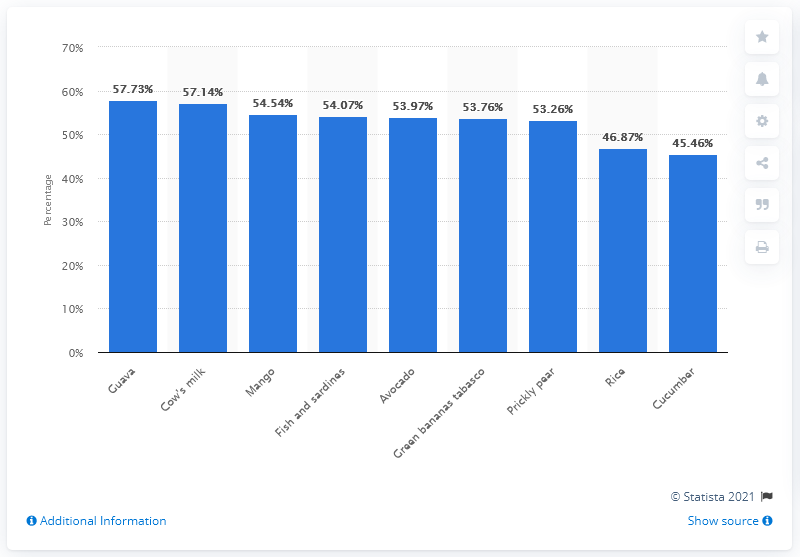 70%
60%
50%
40%
30%
20%
10%
0%
Percentage
57.73%
57.14%
54.54%
54.07%
53.97%
53.76%
53.26%
46.87%
45.46%
Guava
Cow's milk
Mango
Fish and sardines
Avocado
Green bananas tabasco
Prickly pear
Rice
Cucumber
© Statista 2021
Additional Information
Show source